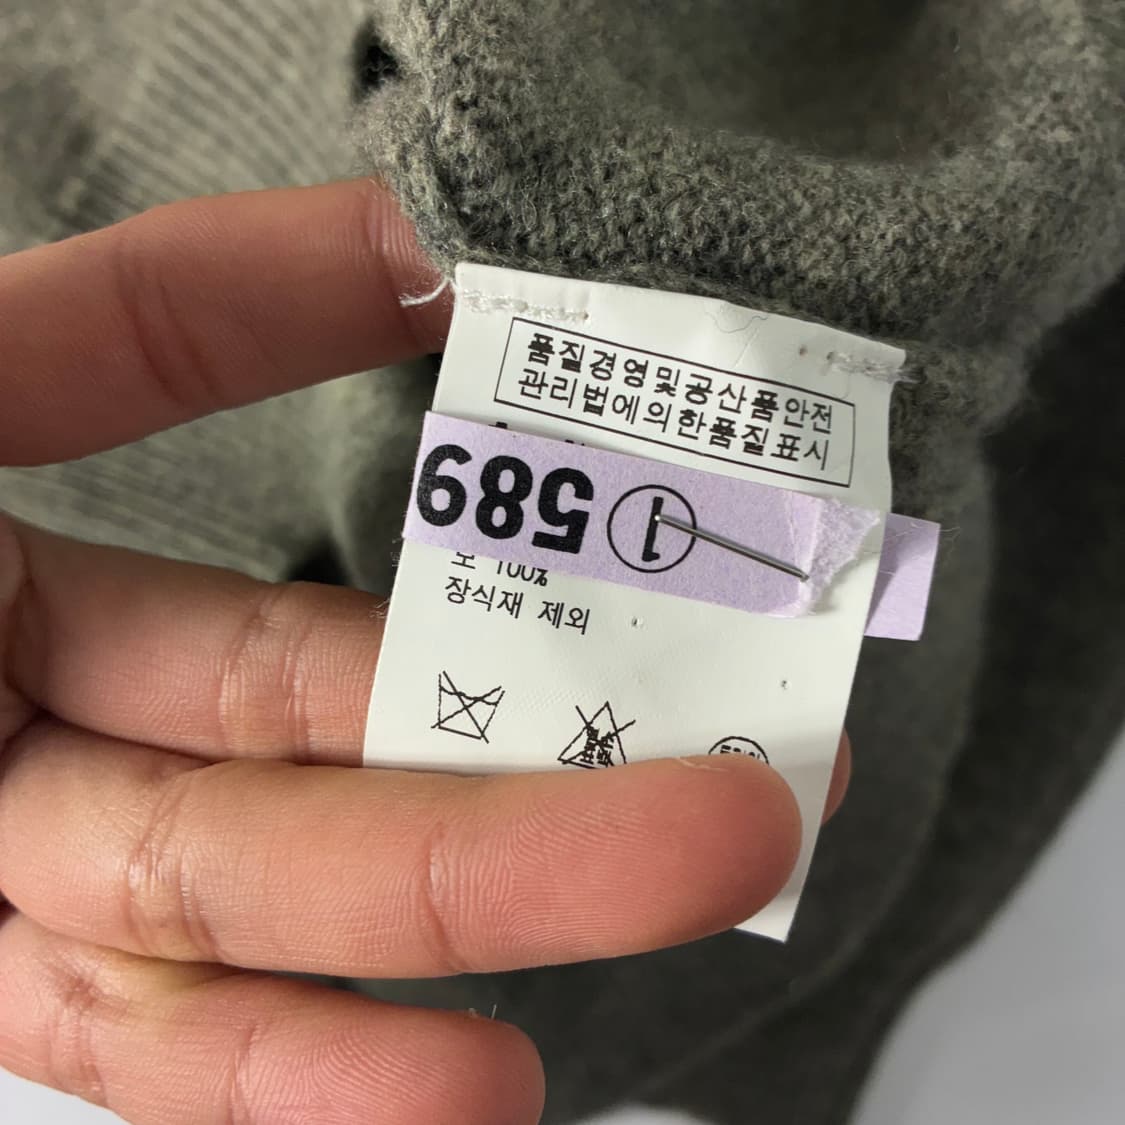 품질경영및공산품안전
관리법에의한품질표시
589 1
모 100%
장식재 제외